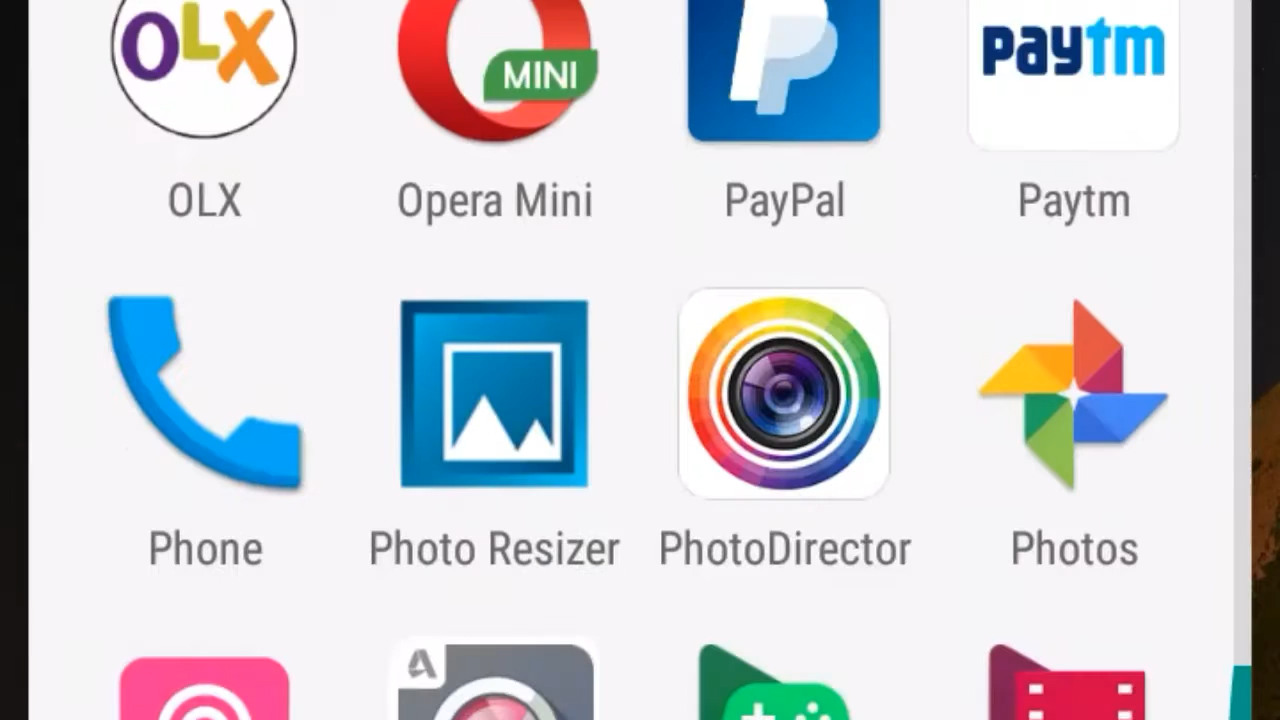 OLX
MINI
paytm
OLX
Opera Mini
PayPal
Paytm
Phone
Photo Resizer
PhotoDirector
Photos